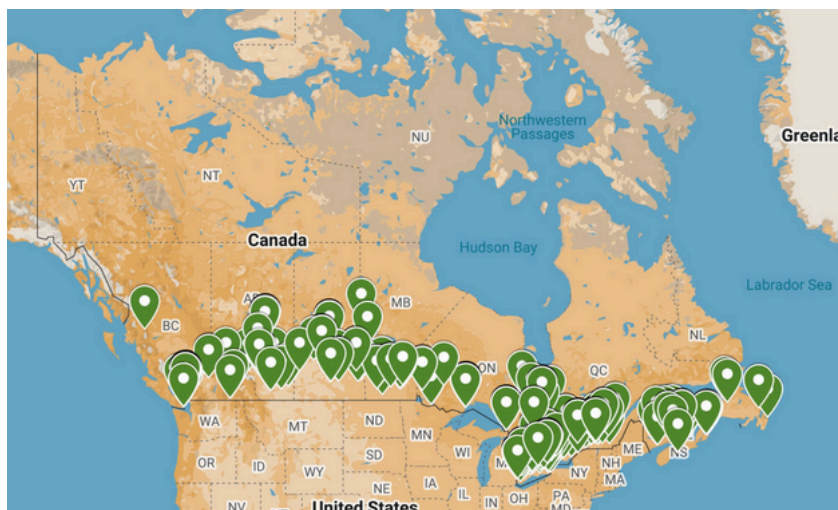 Greenla
Northwestern
Passages
NU
YT
NT
Canada
Hudson Bay
Labrador Sea
MB
BC
NL
ON
QC
WA
MT
ND
MN
OR
ID
SD
WI
WY
ME
NS
NH
NY
MA
NE
IA
IL
IN
OH
PA
NV
United States